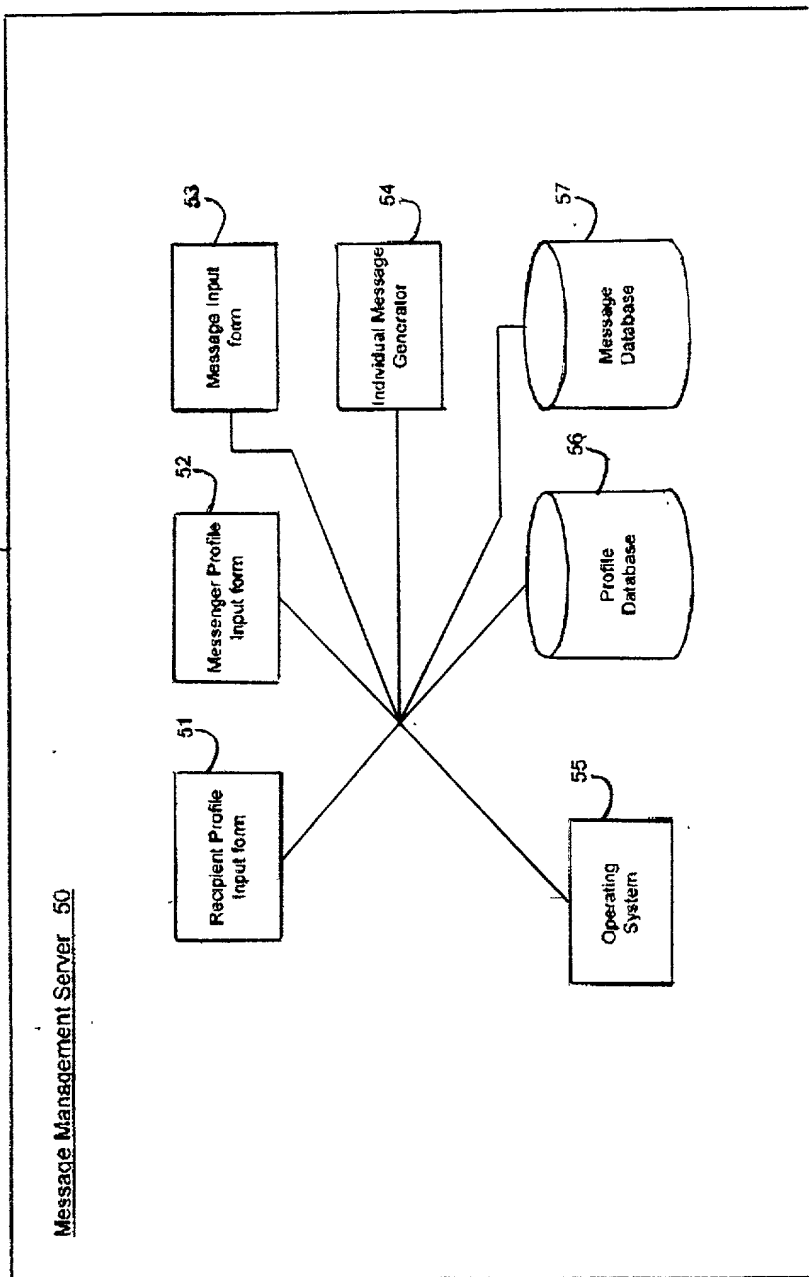 Message Management Server 50
51
Recipient Profile
Input form
52
Messenger Profile
Input form
53
Message Input
form
54
Individual Message
Generator
55
Operating
System
56
Profile
Database
57
Message
Database